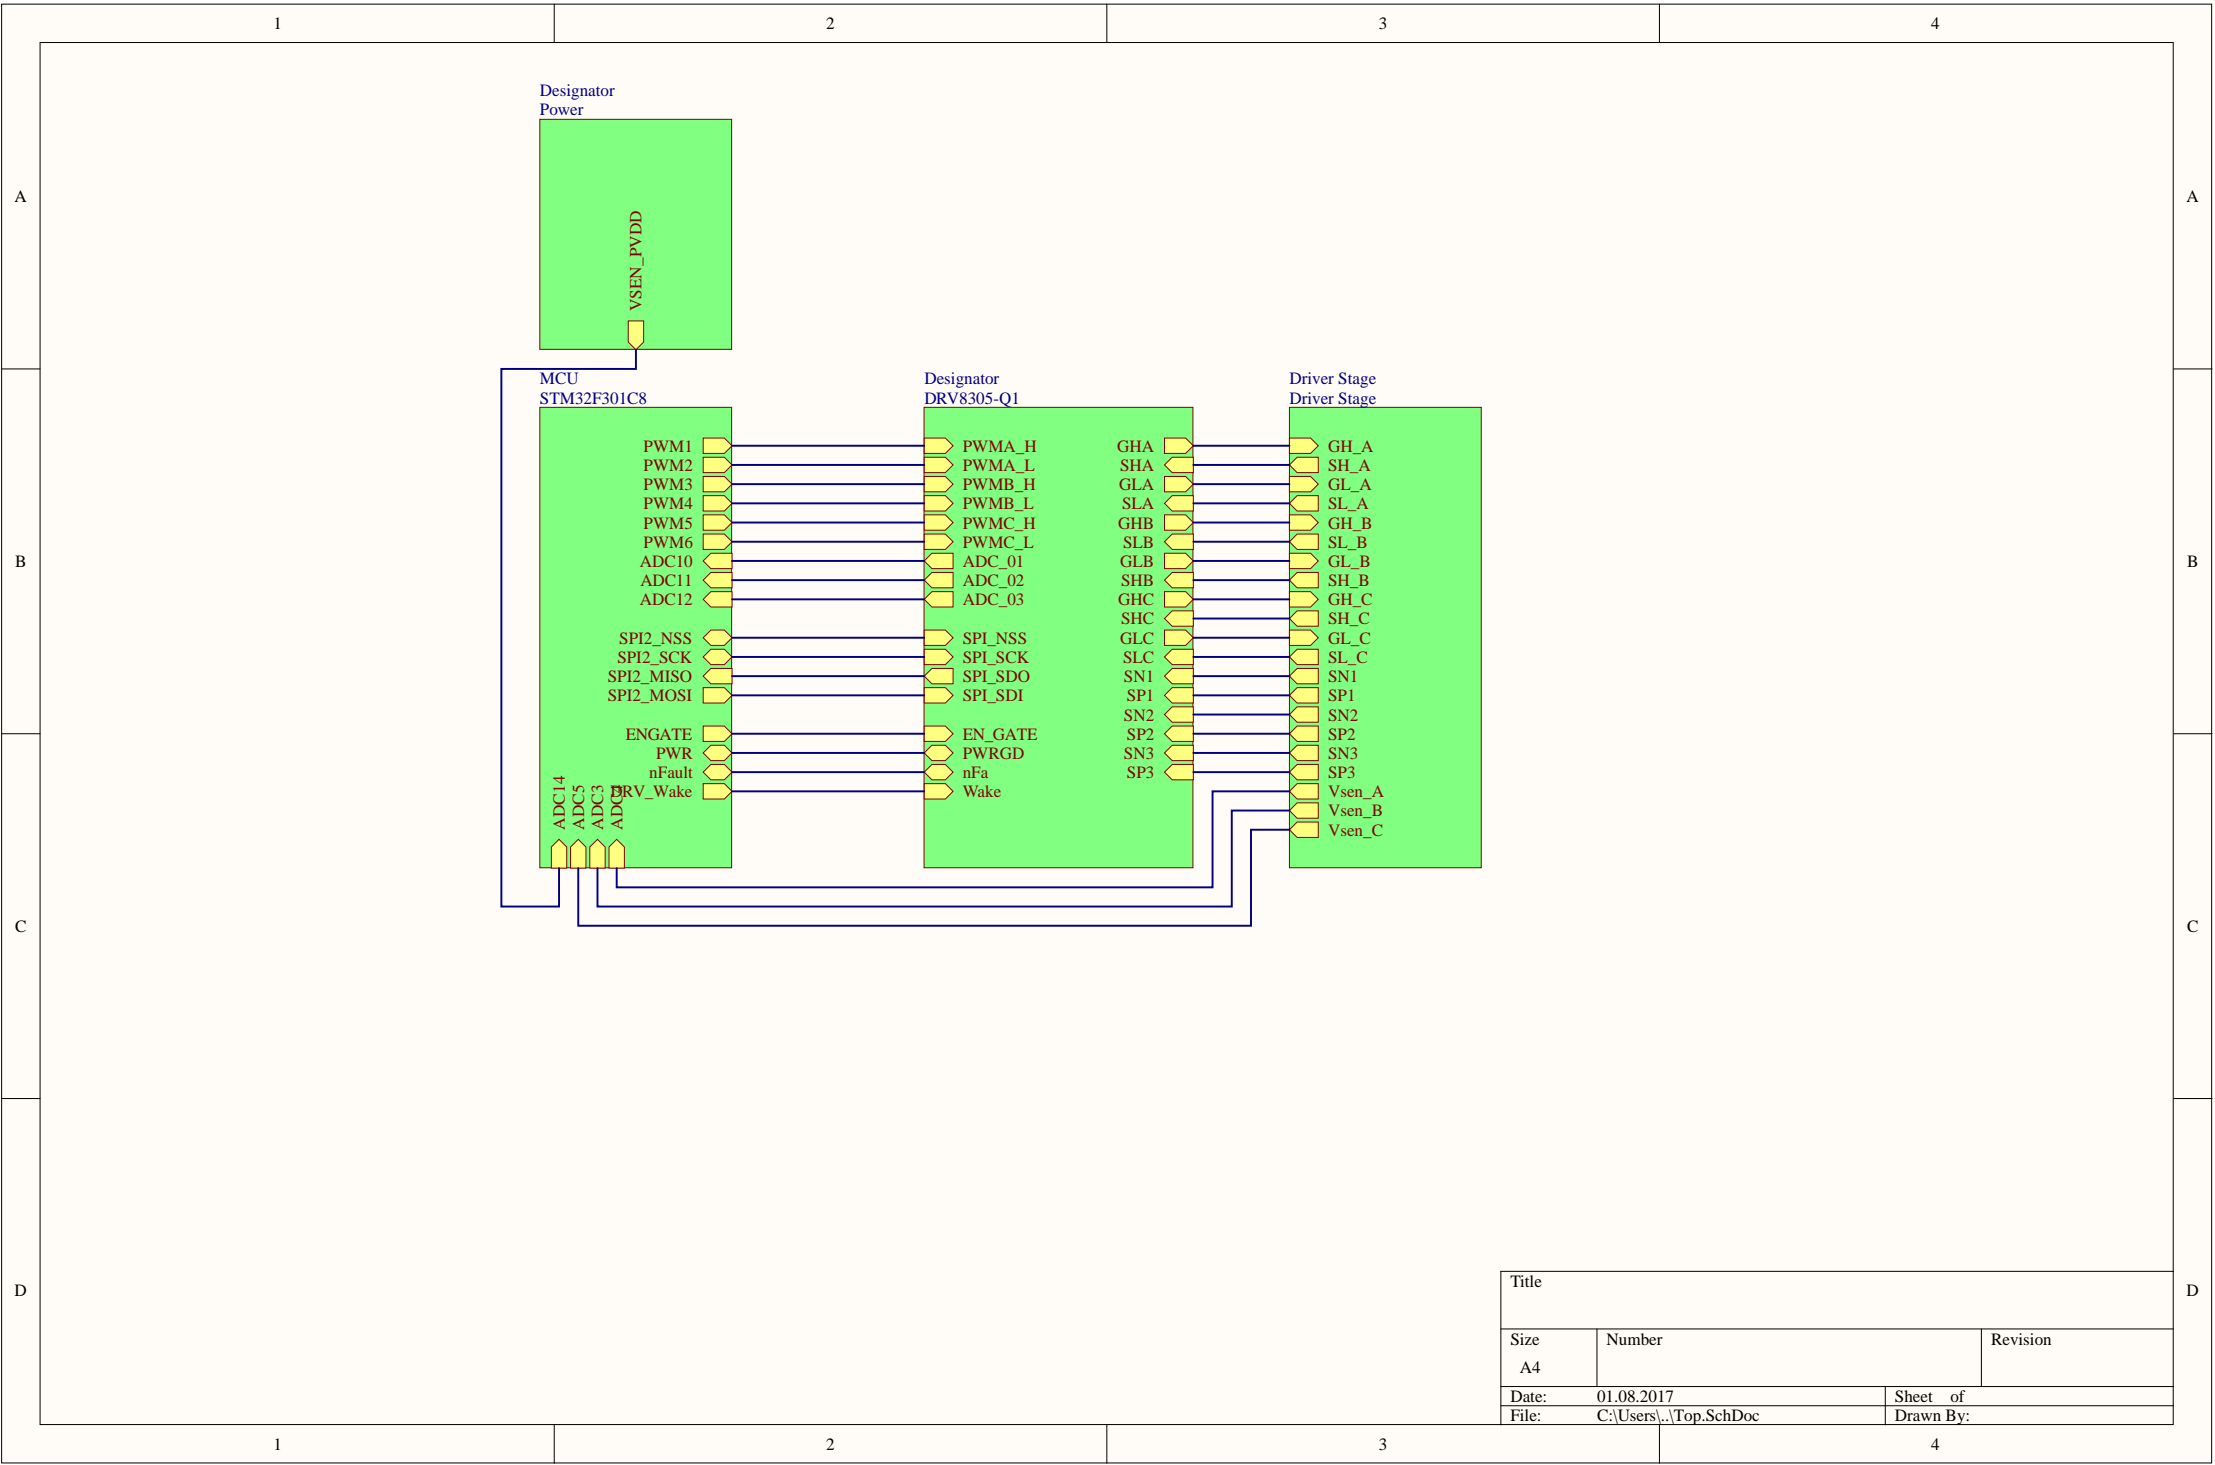 1 2 3 4
Designator
Power
A A
VSEN_PVDD
MCU
STM32F301C8
Designator
DRV8305-Q1
Driver Stage
Driver Stage
PWM1 PWMA_H GHA GH_A
PWM2 PWMA_L SHA SH_A
PWM3 PWMB_H GLA GL_A
PWM4 PWMB_L SLA SL_A
PWM5 PWMC_H GHB GH_B
PWM6 PWMC_L SLB SL_B
B ADC10 ADC_01 GLB GL_B B
ADC11 ADC_02 SHB SH_B
ADC12 ADC_03 GHC GH_C
SHC SH_C
SPI2_NSS SPI_NSS GLC GL_C
SPI2_SCK SPI_SCK SLC SL_C
SPI2_MISO SPI_SDO SN1 SN1
SPI2_MOSI SPI_SDI SP1 SP1
SN2 SN2
ENGATE EN_GATE SP2 SP2
PWR PWRGD SN3 SN3
nFault nFa SP3 SP3
DRV_Wake Wake Vsen_A
Vsen_B
Vsen_C
ADC14
ADC5
ADC3
C C
D D
Title
Size Number Revision
A4
Date: 01.08.2017 Sheet of
File: C:\Users\..\Top.SchDoc Drawn By:
1 2 3 4